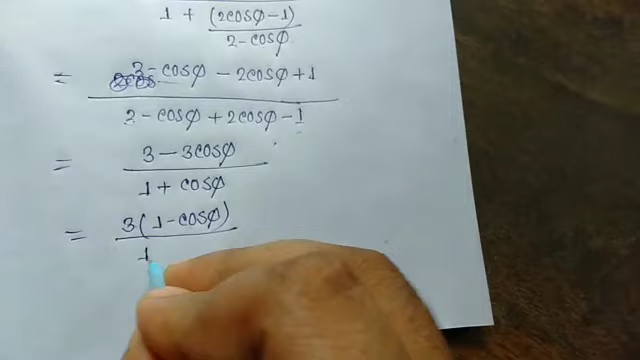 1 + (2cosφ-1)
2-cosφ
= 2-cosφ - 2cosφ+1
2-cosφ+2cosφ-1
= 3-3cosφ
1+cosφ
= 3(1-cosφ)
1